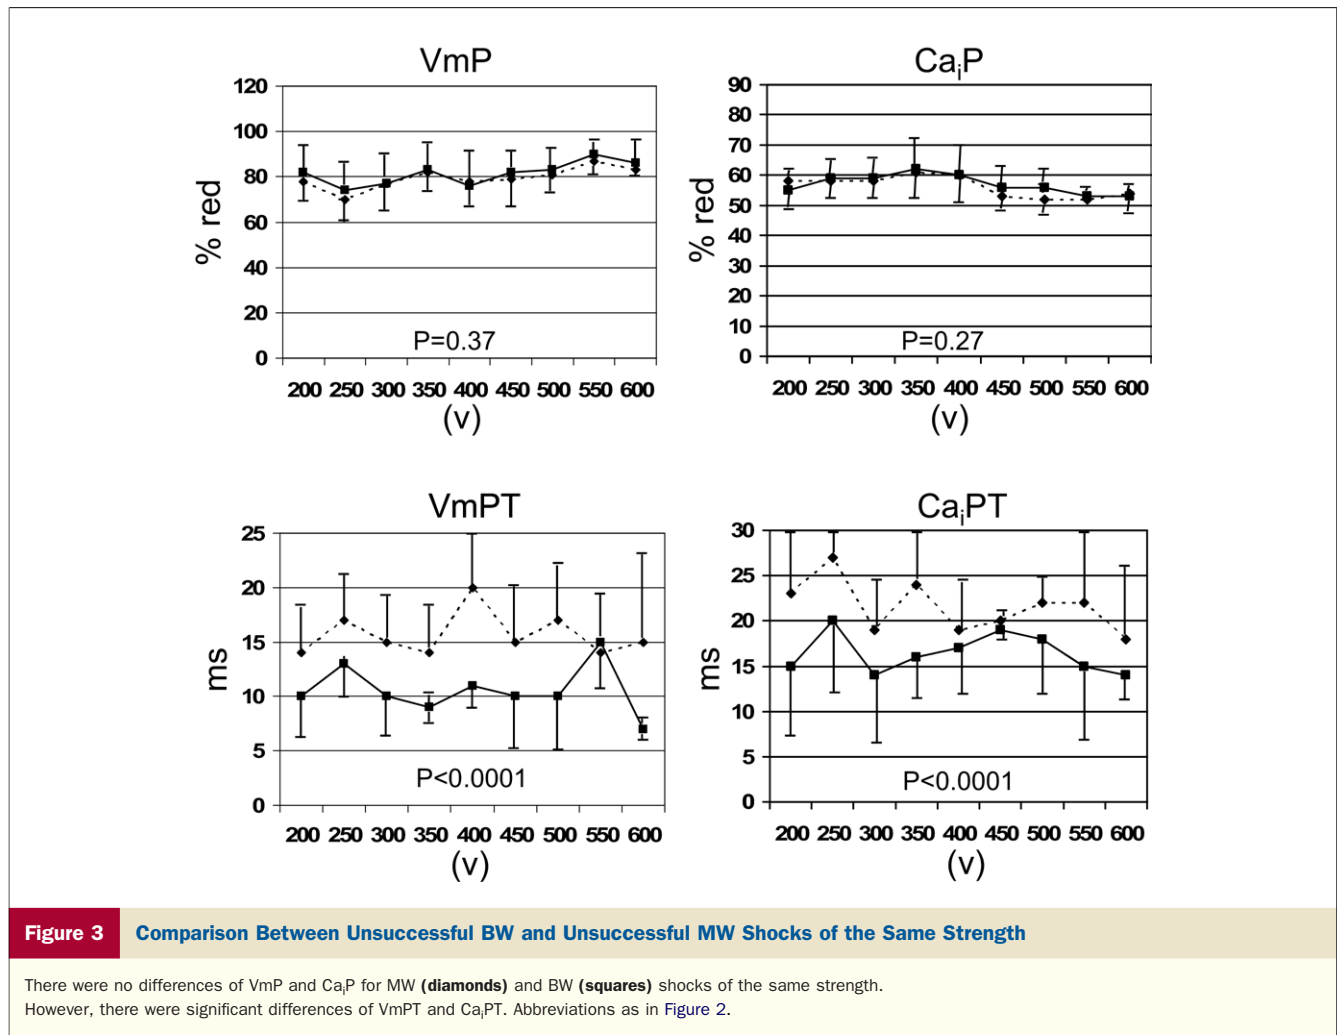 VmP
120
100
80
60
40
20
0
% red
P=0.37
200 250 300 350 400 450 500 550 600
(v)
CaiP
90
80
70
60
50
40
30
20
10
0
% red
P=0.27
200 250 300 350 400 450 500 550 600
(v)
VmPT
25
20
15
10
5
0
ms
P<0.0001
200 250 300 350 400 450 500 550 600
(v)
CaiPT
30
25
20
15
10
5
0
ms
P<0.0001
200 250 300 350 400 450 500 550 600
(v)
Figure 3 Comparison Between Unsuccessful BW and Unsuccessful MW Shocks of the Same Strength
There were no differences of VmP and CaiP for MW (diamonds) and BW (squares) shocks of the same strength.
However, there were significant differences of VmPT and CaiPT. Abbreviations as in Figure 2.